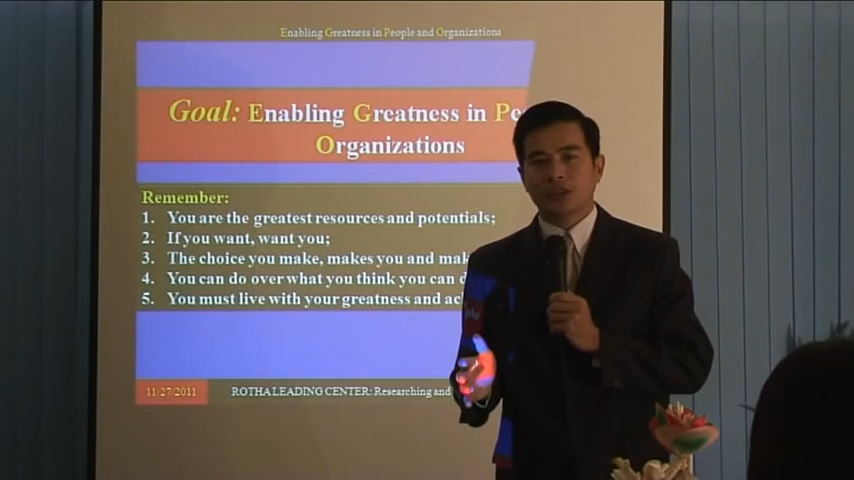 Enabling Greatness in People and Organizations
Goal: Enabling Greatness in
Organizations
Remember:
1. You are the greatest resources and potentials;
2. If you want, want you;
3. The choice you make, makes you and
4. You can do over what you think you can
5. You must live with your greatness and
11/27/2011 ROTHA LEADING CENTER: Researching and